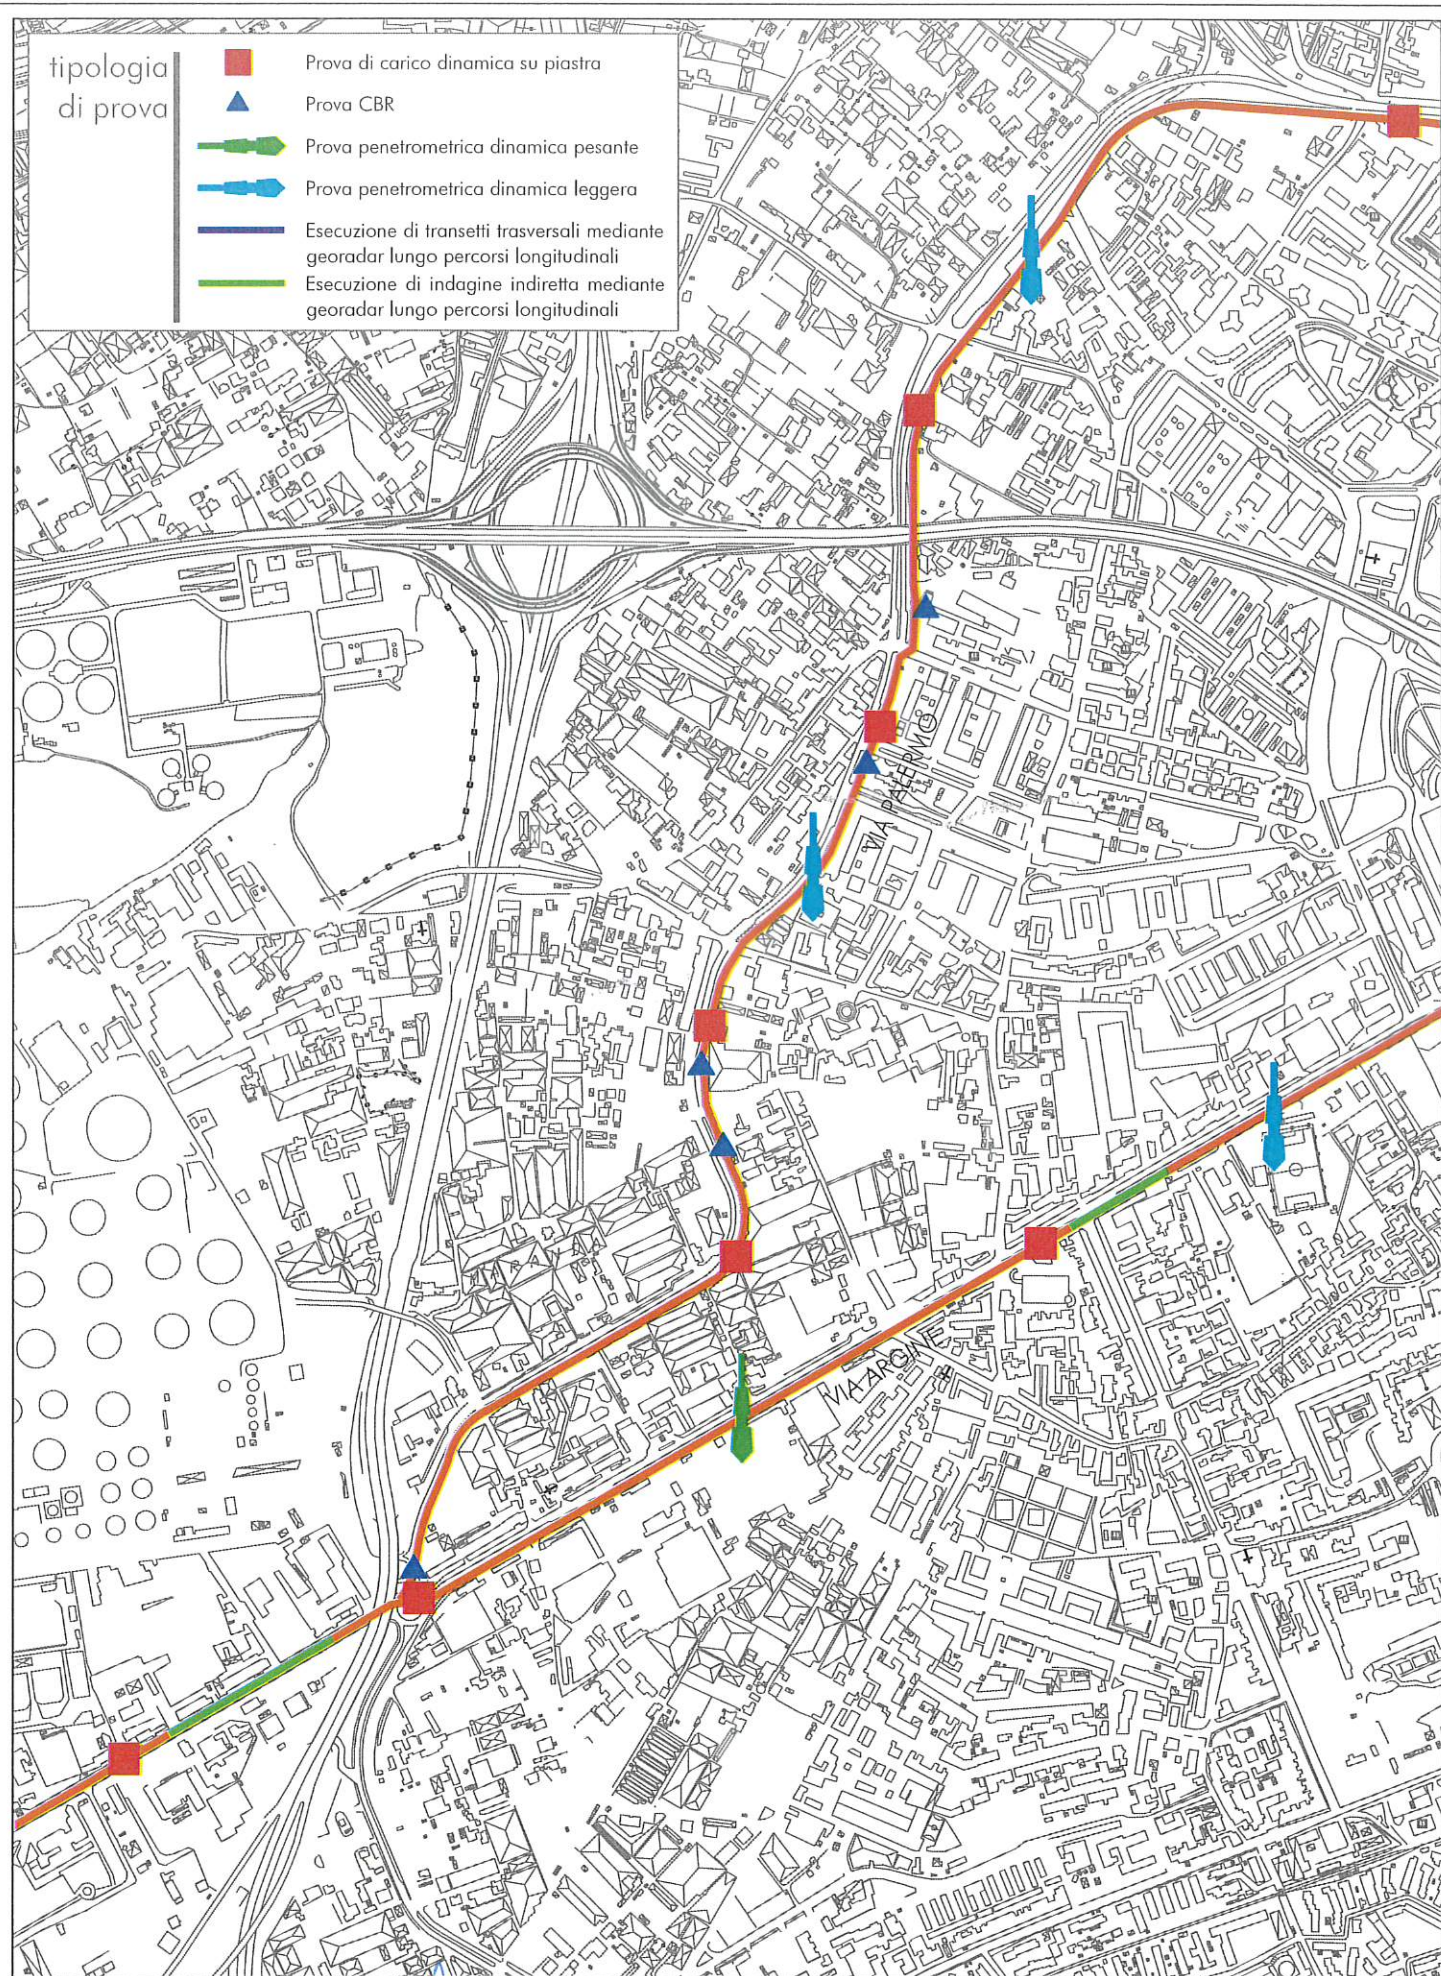 tipologia
di prova
Prova di carico dinamica su piastra
Prova CBR
Prova penetrometrica dinamica pesante
Prova penetrometrica dinamica leggera
Esecuzione di transetti trasversali mediante
georadar lungo percorsi longitudinali
Esecuzione di indagine indiretta mediante
georadar lungo percorsi longitudinali
VIA PALERMO
VIA ARGINE